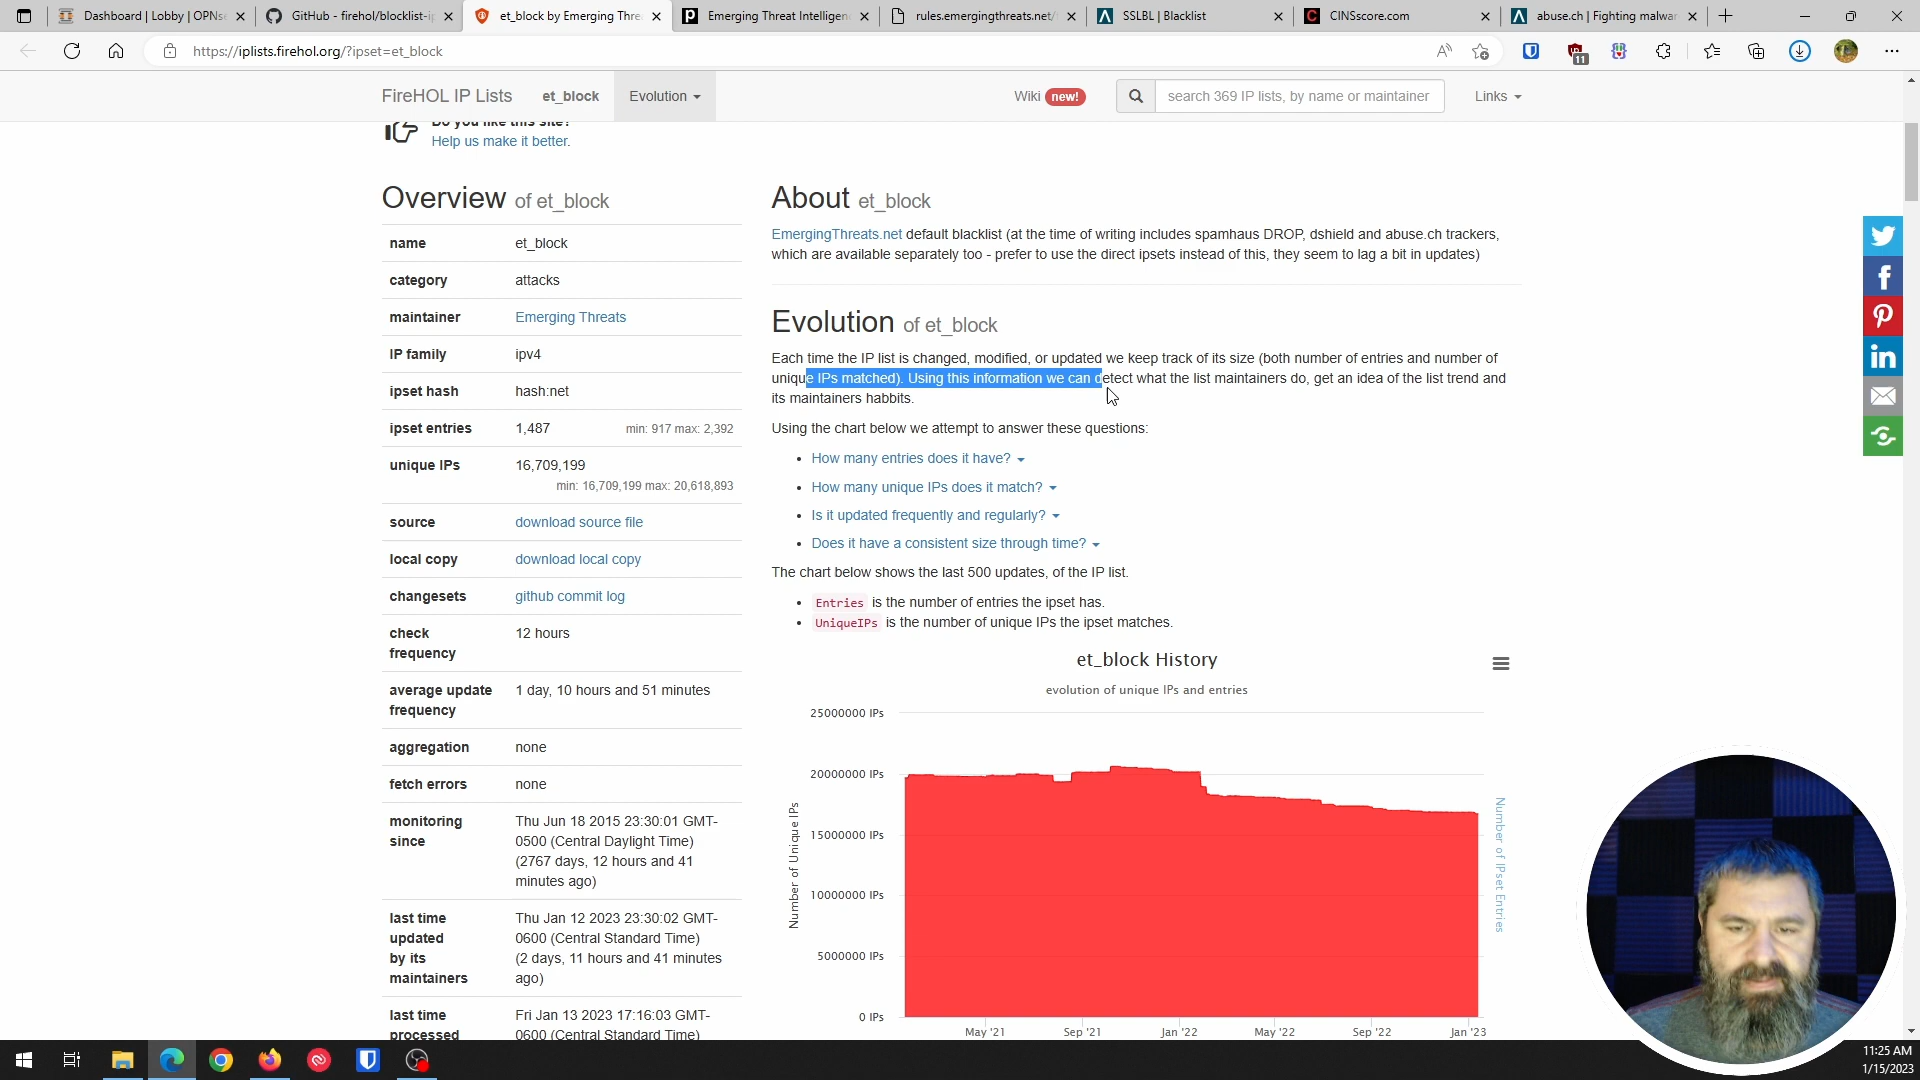 Dashboard | Lobby | OPNse
GitHub - firehol/blocklist-ip
et_block by Emerging Thre
Emerging Threat Intelligen
rules.emergingthreats.net/
SSLBL | Blacklist
CINSscore.com
abuse.ch | Fighting malwar
https://iplists.firehol.org/?ipset=et_block
11
FireHOL IP Lists
et_block
Evolution
Wiki new!
search 369 IP lists, by name or maintainer
Links
Do you like this site?
Help us make it better.
Overview of et_block
name et_block
category attacks
maintainer Emerging Threats
IP family ipv4
ipset hash hash:net
ipset entries 1,487 min: 917 max: 2,392
unique IPs 16,709,199
min: 16,709,199 max: 20,618,893
source download source file
local copy download local copy
changesets github commit log
check 12 hours
frequency
average update 1 day, 10 hours and 51 minutes
frequency
aggregation none
fetch errors none
monitoring Thu Jun 18 2015 23:30:01 GMT-
since 0500 (Central Daylight Time)
(2767 days, 12 hours and 41
minutes ago)
last time Thu Jan 12 2023 23:30:02 GMT-
updated 0600 (Central Standard Time)
by its (2 days, 11 hours and 41 minutes
maintainers ago)
last time Fri Jan 13 2023 17:16:03 GMT-
processed 0600 (Central Standard Time)
About et_block
EmergingThreats.net default blacklist (at the time of writing includes spamhaus DROP, dshield and abuse.ch trackers,
which are available separately too - prefer to use the direct ipsets instead of this, they seem to lag a bit in updates)
Evolution of et_block
Each time the IP list is changed, modified, or updated we keep track of its size (both number of entries and number of
unique IPs matched). Using this information we can detect what the list maintainers do, get an idea of the list trend and
its maintainers habbits.
Using the chart below we attempt to answer these questions:
How many entries does it have?
How many unique IPs does it match?
Is it updated frequently and regularly?
Does it have a consistent size through time?
The chart below shows the last 500 updates, of the IP list.
Entries is the number of entries the ipset has.
UniqueIPs is the number of unique IPs the ipset matches.
et_block History
evolution of unique IPs and entries
25000000 IPs
20000000 IPs
15000000 IPs
10000000 IPs
5000000 IPs
0 IPs
Number of Unique IPs
Number of IPset Entries
May '21
Sep '21
Jan '22
May '22
Sep '22
Jan '23
11:25 AM
1/15/2023